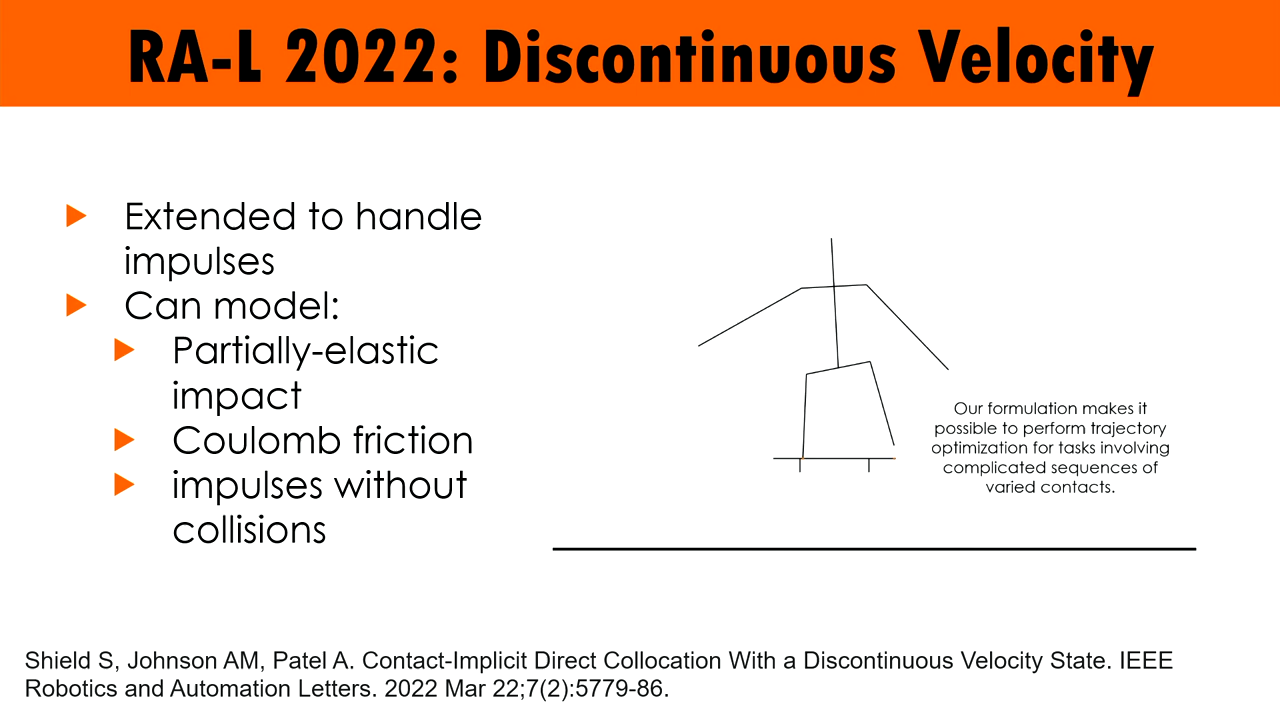 RA-L 2022: Discontinuous Velocity
Extended to handle
impulses
Can model:
Partially-elastic
impact
Coulomb friction
impulses without
collisions
Our formulation makes it
possible to perform trajectory
optimization for tasks involving
complicated sequences of
varied contacts.
Shield S, Johnson AM, Patel A. Contact-Implicit Direct Collocation With a Discontinuous Velocity State. IEEE
Robotics and Automation Letters. 2022 Mar 22;7(2):5779-86.